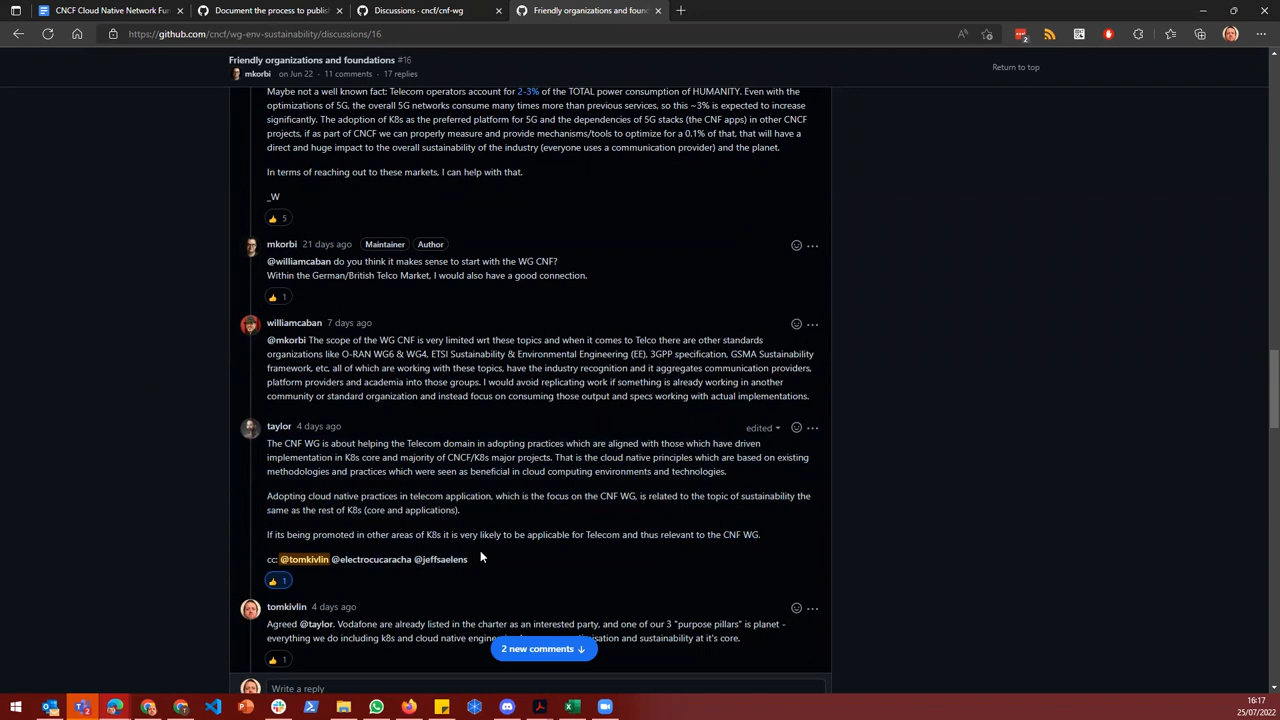 CNCF Cloud Native Network Fun
Document the process to publis
Discussions · cncf/cnf-wg
Friendly organizations and foun
https://github.com/cncf/wg-env-sustainability/discussions/16
2
Friendly organizations and foundations #16
mkorbi on Jun 22 · 11 comments · 17 replies
Return to top
Maybe not a well known fact: Telecom operators account for 2-3% of the TOTAL power consumption of HUMANITY. Even with the
optimizations of 5G, the overall 5G networks consume many times more than previous services, so this ~3% is expected to increase
significantly. The adoption of K8s as the preferred platform for 5G and the dependencies of 5G stacks (the CNF apps) in other CNCF
projects, if as part of CNCF we can properly measure and provide mechanisms/tools to optimize for a 0.1% of that, that will have a
direct and huge impact to the overall sustainability of the industry (everyone uses a communication provider) and the planet.
In terms of reaching out to these markets, I can help with that.
_W
5
mkorbi 21 days ago Maintainer Author
@williamcaban do you think it makes sense to start with the WG CNF?
Within the German/British Telco Market, I would also have a good connection.
1
williamcaban 7 days ago
@mkorbi The scope of the WG CNF is very limited wrt these topics and when it comes to Telco there are other standards
organizations like O-RAN WG6 & WG4, ETSI Sustainability & Environmental Engineering (EE), 3GPP specification, GSMA Sustainability
framework, etc, all of which are working with these topics, have the industry recognition and it aggregates communication providers,
platform providers and academia into those groups. I would avoid replicating work if something is already working in another
community or standard organization and instead focus on consuming those output and specs working with actual implementations.
taylor 4 days ago edited
The CNF WG is about helping the Telecom domain in adopting practices which are aligned with those which have driven
implementation in K8s core and majority of CNCF/K8s major projects. That is the cloud native principles which are based on existing
methodologies and practices which were seen as beneficial in cloud computing environments and technologies.
Adopting cloud native practices in telecom application, which is the focus on the CNF WG, is related to the topic of sustainability the
same as the rest of K8s (core and applications).
If its being promoted in other areas of K8s it is very likely to be applicable for Telecom and thus relevant to the CNF WG.
cc: @tomkivlin @electrocucaracha @jeffsaelens
1
tomkivlin 4 days ago
Agreed @taylor. Vodafone are already listed in the charter as an interested party, and one of our 3 "purpose pillars" is planet -
everything we do including k8s and cloud native engine isation and sustainability at it's core.
2 new comments ↓
1
Write a reply
16:17
25/07/2022